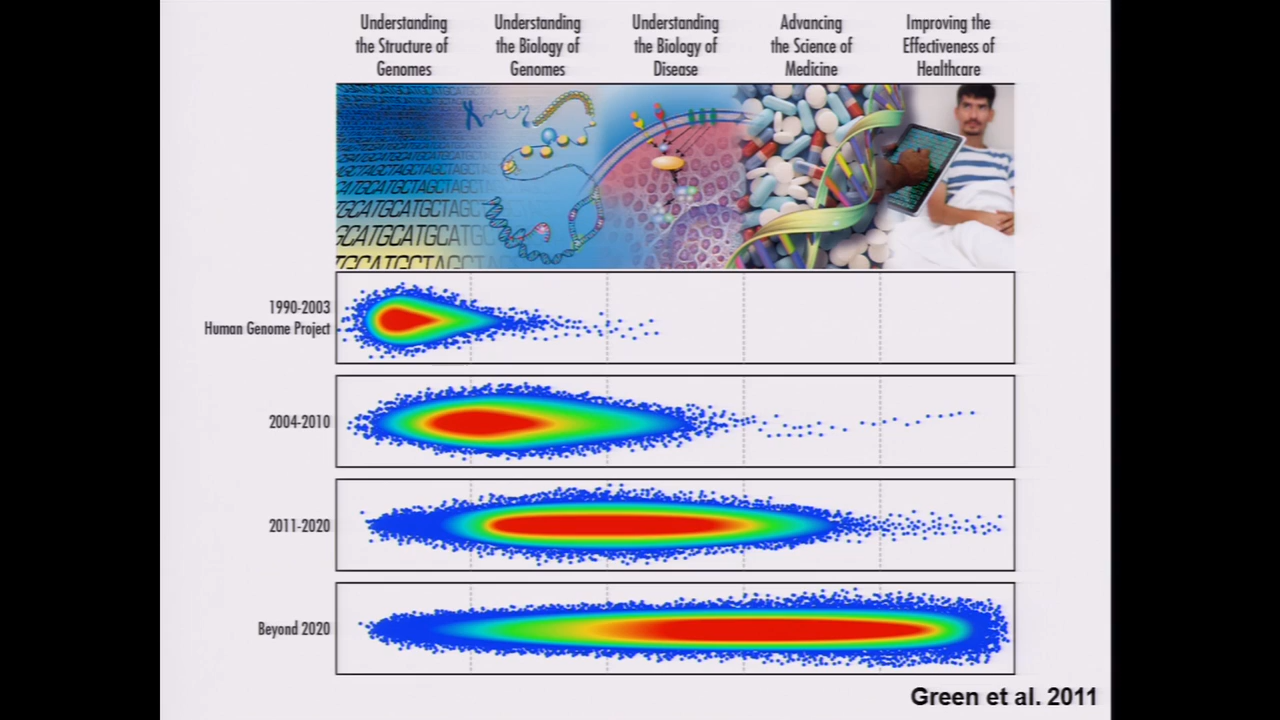 Understanding
the Structure of
Genomes
Understanding
the Biology of
Genomes
Understanding
the Biology of
Disease
Advancing
the Science of
Medicine
Improving the
Effectiveness of
Healthcare
1990-2003
Human Genome Project
2004-2010
2011-2020
Beyond 2020
Green et al. 2011